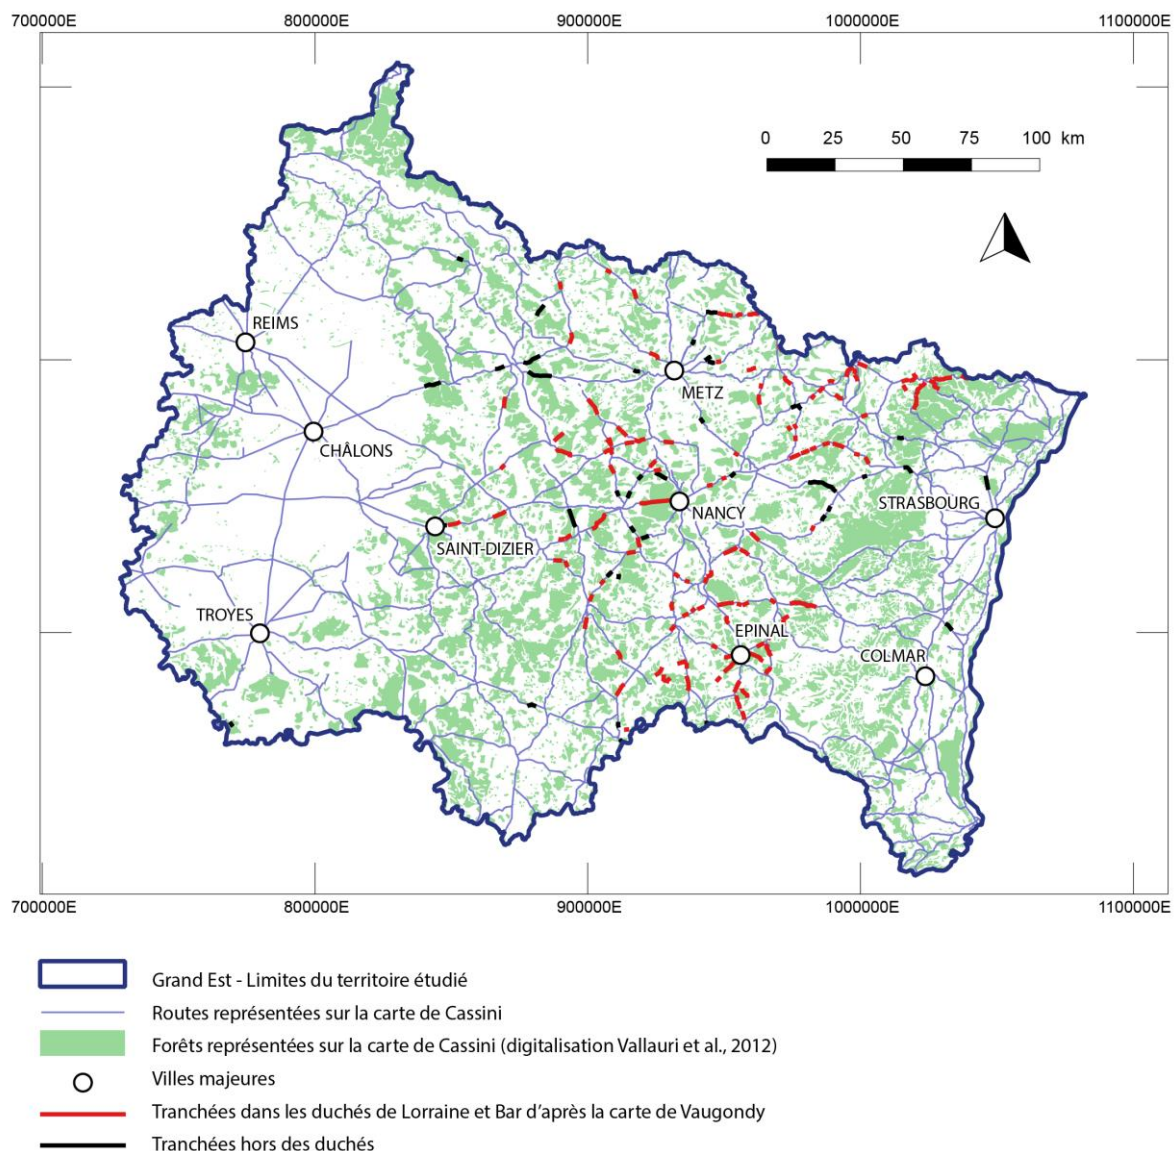 700000E 800000E 900000E 1000000E 1100000E
0 25 50 75 100 km
REIMS
METZ
CHÂLONS
STRASBOURG
NANCY
SAINT-DIZIER
TROYES
EPINAL
COLMAR
700000E 800000E 900000E 1000000E 1100000E
Grand Est - Limites du territoire étudié
Routes représentées sur la carte de Cassini
Forêts représentées sur la carte de Cassini (digitalisation Vallauri et al., 2012)
Villes majeures
Tranchées dans les duchés de Lorraine et Bar d'après la carte de Vaugondy
Tranchées hors des duchés